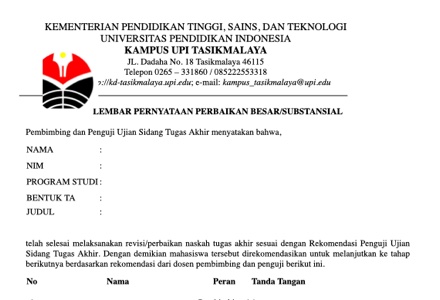 KEMENTERIAN PENDIDIKAN TINGGI, SAINS, DAN TEKNOLOGI
UNIVERSITAS PENDIDIKAN INDONESIA
KAMPUS UPI TASIKMALAYA
JL. Dadaha No. 18 Tasikmalaya 46115
Telepon 0265 – 331860 / 085222553318
://kd-tasikmalaya.upi.edu; e-mail: kampus_tasikmalaya@upi.edu
LEMBAR PERNYATAAN PERBAIKAN BESAR/SUBSTANSIAL
Pembimbing dan Penguji Ujian Sidang Tugas Akhir menyatakan bahwa,
NAMA :
NIM :
PROGRAM STUDI :
BENTUK TA :
JUDUL :
telah selesai melaksanakan revisi/perbaikan naskah tugas akhir sesuai dengan Rekomendasi Penguji Ujian
Sidang Tugas Akhir. Dengan demikian mahasiswa tersebut direkomendasikan untuk melanjutkan ke tahap
berikutnya berdasarkan rekomendasi dari dosen pembimbing dan penguji berikut ini.
No Nama Peran Tanda Tangan